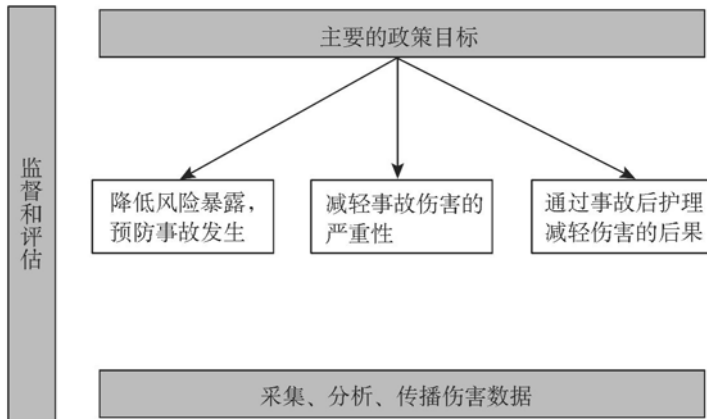 主要的政策目标
监督和评估
降低风险暴露，
预防事故发生
减轻事故伤害的
严重性
通过事故后护理
减轻伤害的后果
采集、分析、传播伤害数据